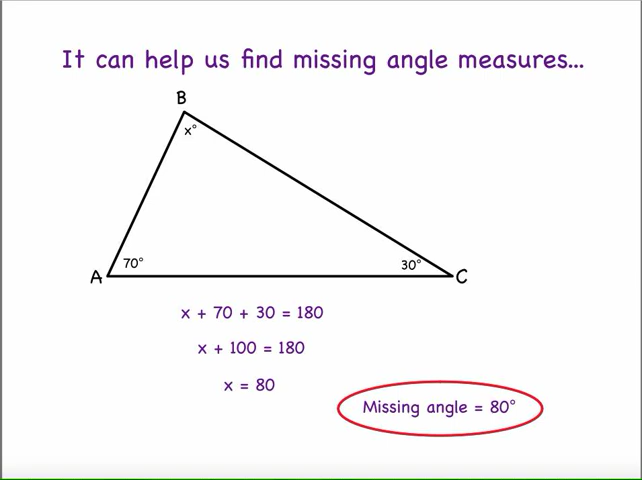 It can help us find missing angle measures...
B
x°
70°
30°
A
C
x + 70 + 30 = 180
x + 100 = 180
x = 80
Missing angle = 80°